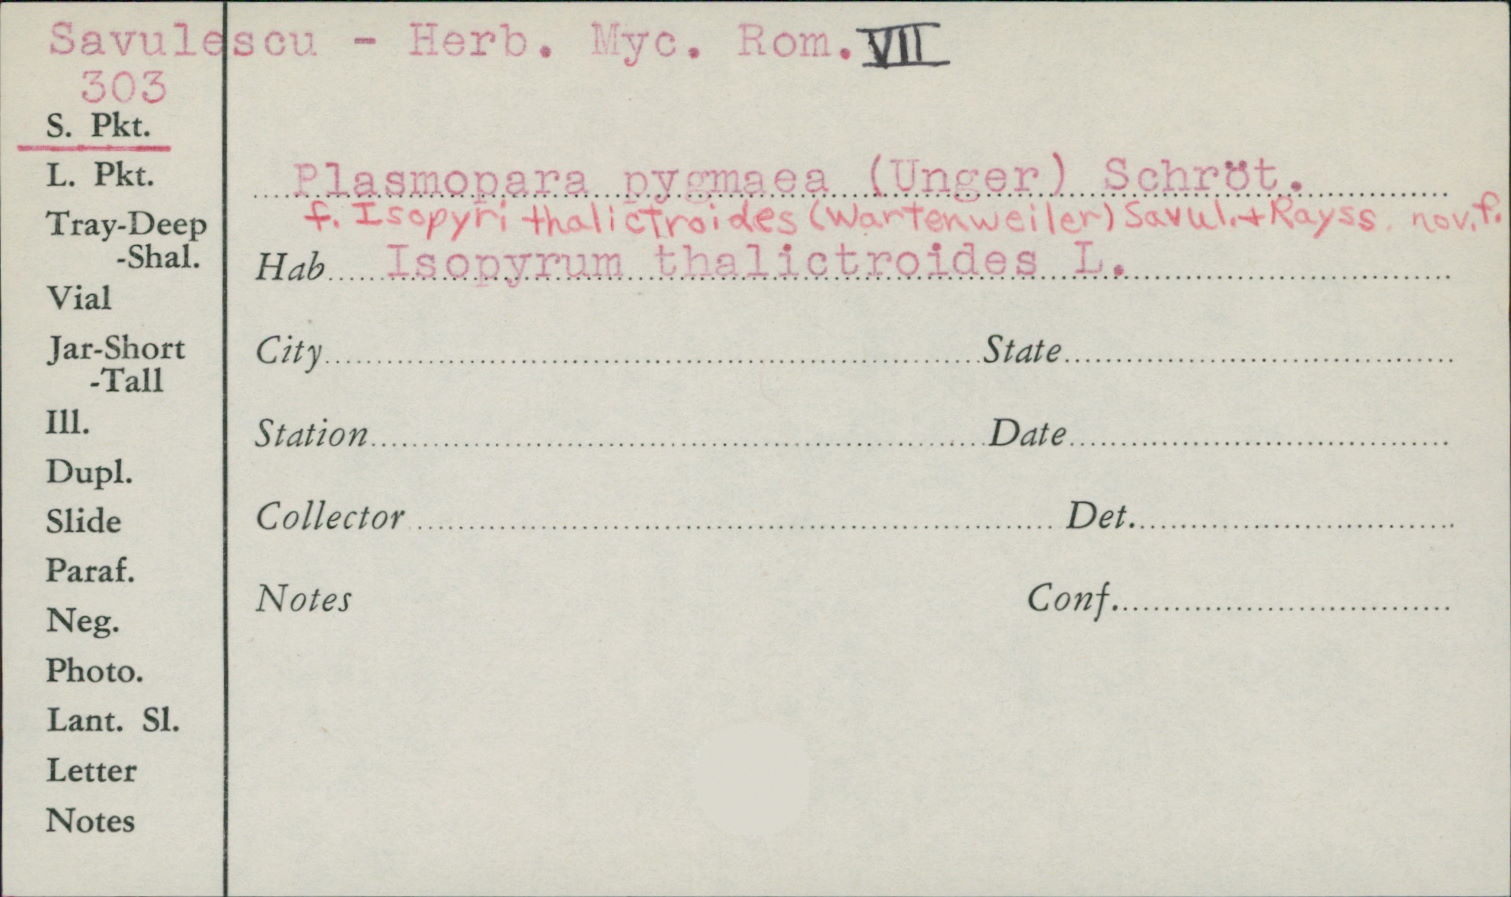 Savulescu - Herb. Myc. Rom. VII
303
S. Pkt.
L. Pkt.
Plasmopara pygmaea (Unger) Schröt.
f. Isopyri thalictroides (Wartenweiler) Savul. + Rayss. nov. f.
Tray-Deep
-Shal.
Hab Isopyrum thalictroides L.
Vial
Jar-Short
-Tall
City State
Ill.
Station Date
Dupl.
Slide
Collector Det.
Paraf.
Notes Conf.
Neg.
Photo.
Lant. Sl.
Letter
Notes